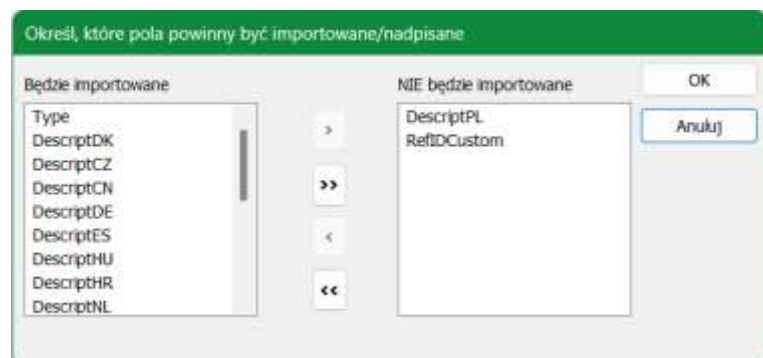 Określ, które pola powinny być importowane/nadpisane
Będzie importowane
NIE będzie importowane
OK
Anuluj
Type
DescriptDK
DescriptCZ
DescriptCN
DescriptDE
DescriptES
DescriptHU
DescriptHR
DescriptNL
>
>>
<
<<
DescriptPL
RefIDCustom